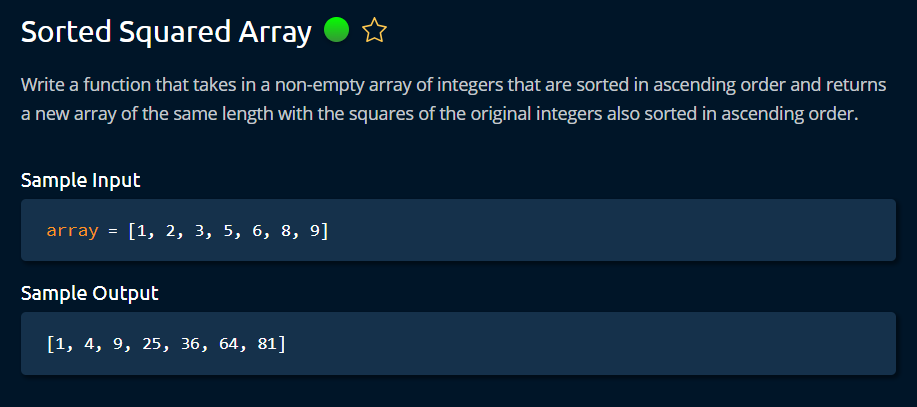 Sorted Squared Array
Write a function that takes in a non-empty array of integers that are sorted in ascending order and returns
a new array of the same length with the squares of the original integers also sorted in ascending order.
Sample Input
array = [1, 2, 3, 5, 6, 8, 9]
Sample Output
[1, 4, 9, 25, 36, 64, 81]